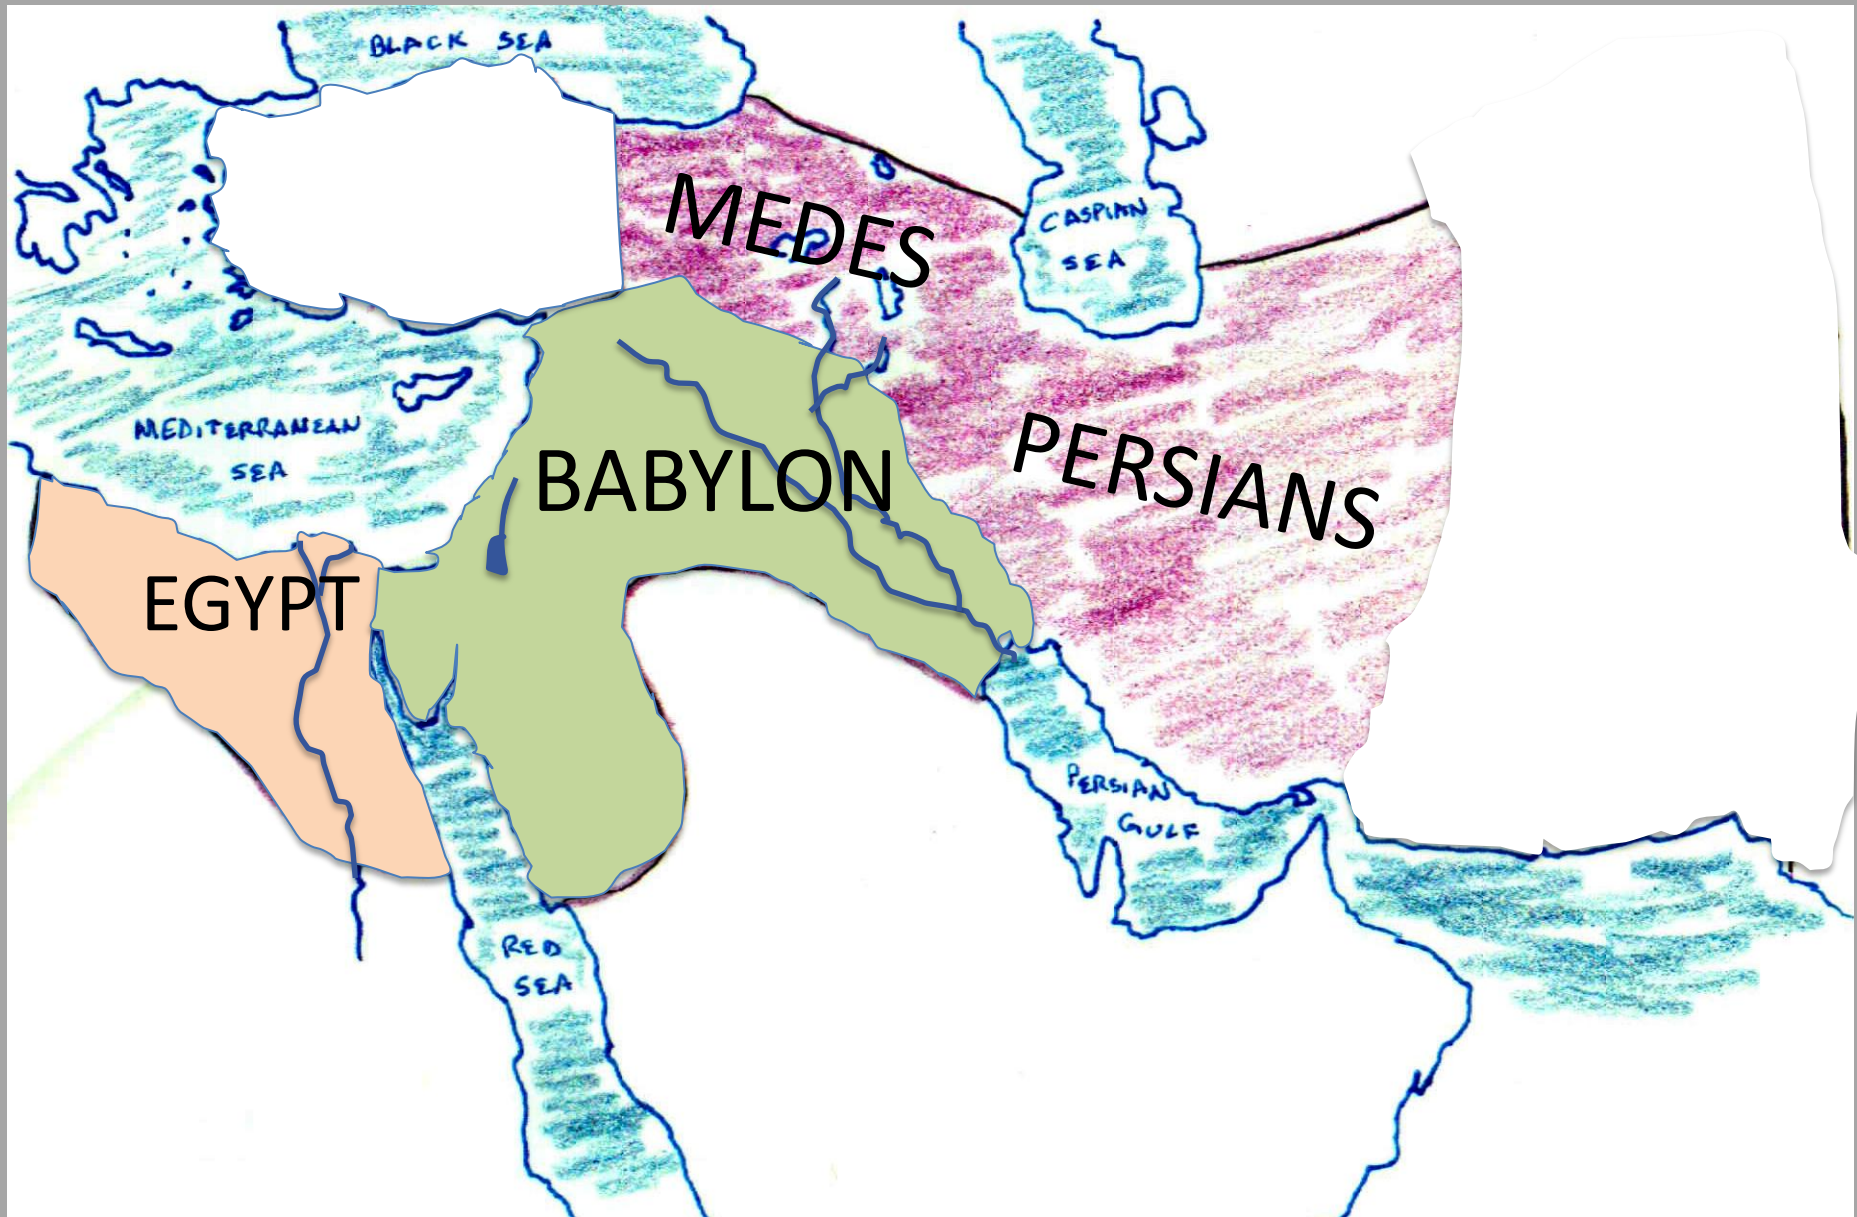 BLACK SEA
MEDES
CASPIAN
SEA
MEDITERRANEAN
SEA
BABYLON
PERSIANS
EGYPT
PERSIAN
GULF
RED
SEA